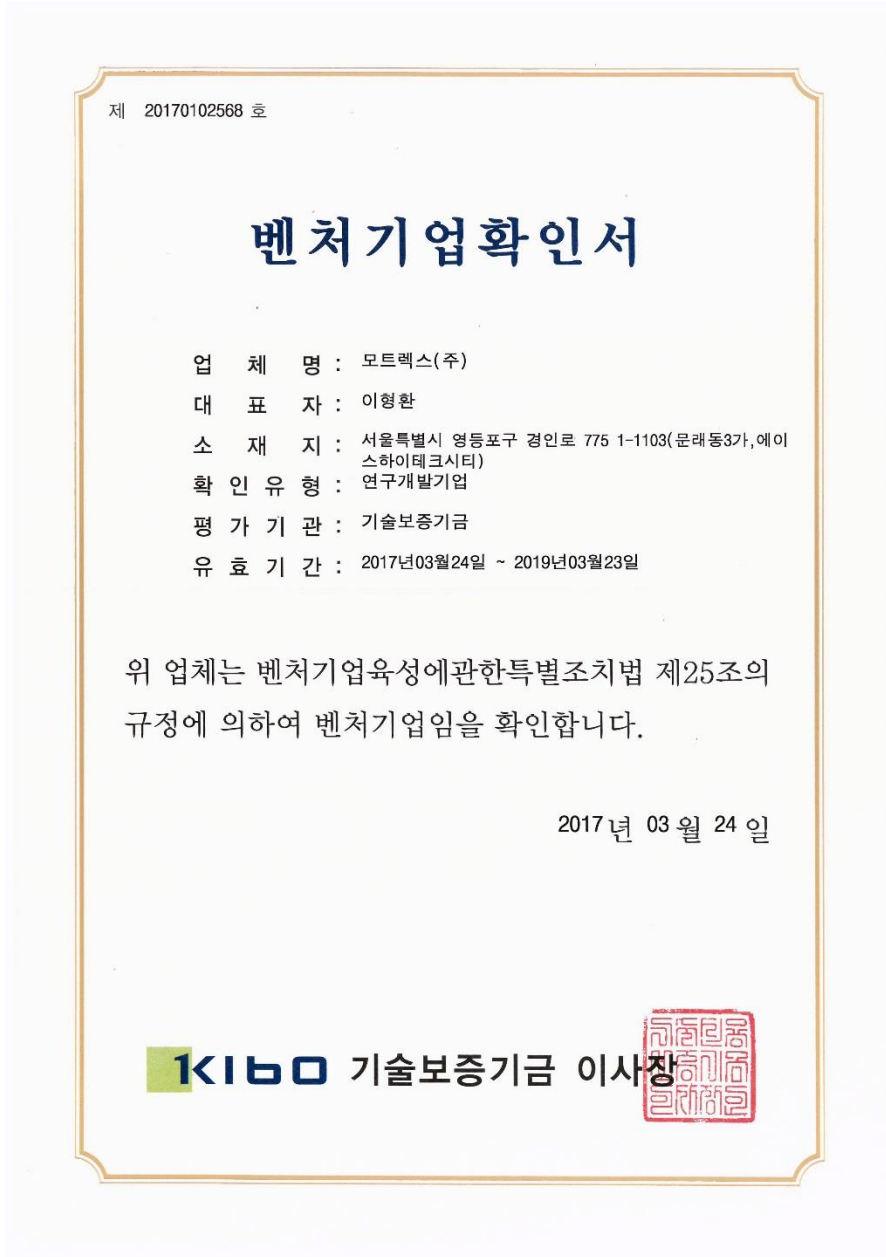 제 20170102568 호
벤처기업확인서
업 체 명 : 모트렉스(주)
대 표 자 : 이형환
소 재 지 : 서울특별시 영등포구 경인로 775 1-1103(문래동3가,에이
스하이테크시티)
확 인 유 형 : 연구개발기업
평 가 기 관 : 기술보증기금
유 효 기 간 : 2017년03월24일 ~ 2019년03월23일
위 업체는 벤처기업육성에관한특별조치법 제25조의
규정에 의하여 벤처기업임을 확인합니다.
2017 년 03 월 24 일
KIBO 기술보증기금 이사장